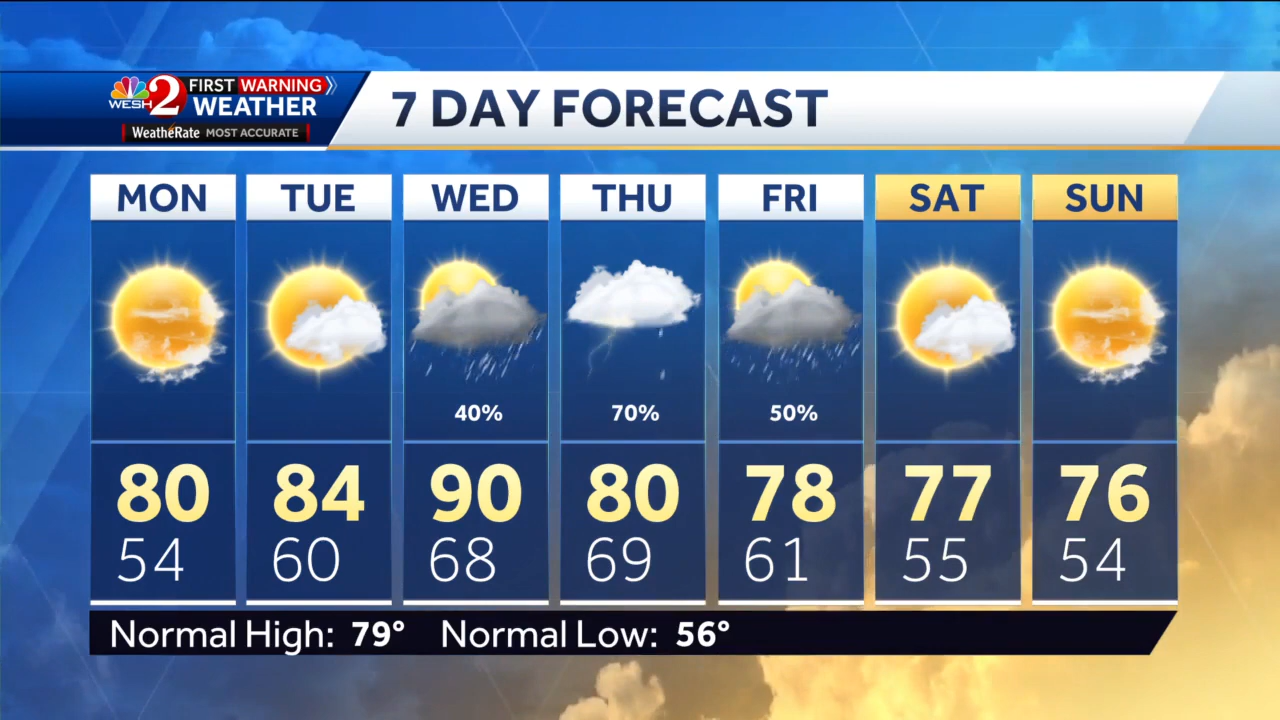 WESH 2 FIRST WARNING
WEATHER
WeatheRate MOST ACCURATE
7 DAY FORECAST
MON TUE WED THU FRI SAT SUN
40% 70% 50%
80 84 90 80 78 77 76
54 60 68 69 61 55 54
Normal High: 79° Normal Low: 56°